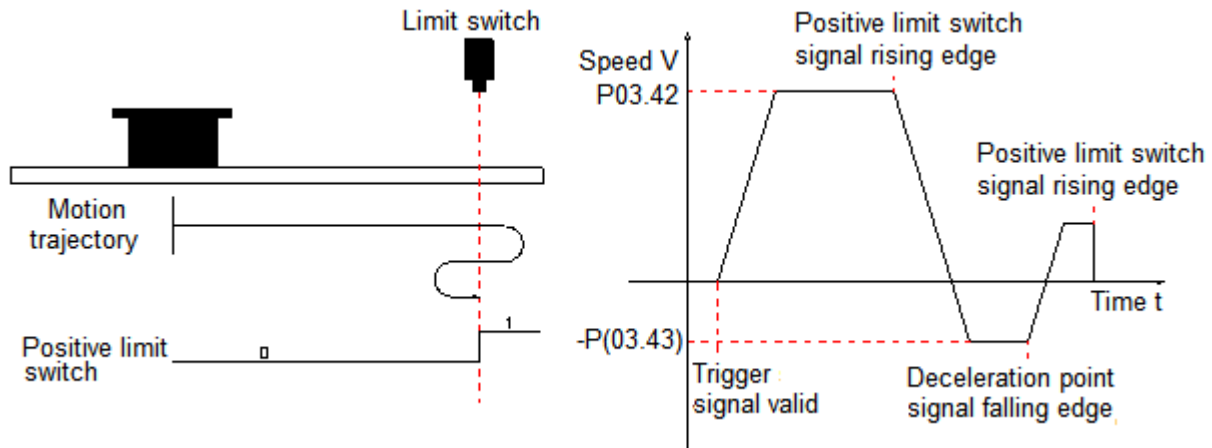 Limit switch
Motion
trajectory
Positive limit
switch
0
1
Positive limit switch
signal rising edge
Speed V
P03.42
Positive limit switch
signal rising edge
Time t
-P(03.43)
Trigger
signal valid
Deceleration point
signal falling edge